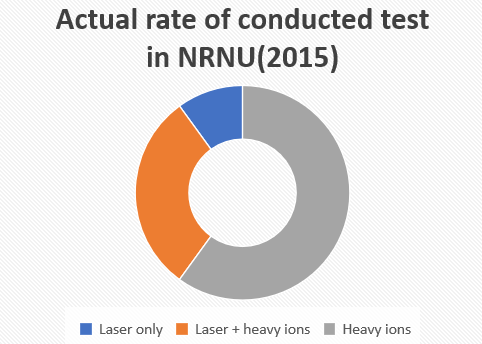 Actual rate of conducted test
in NRNU(2015)
Laser only Laser + heavy ions Heavy ions